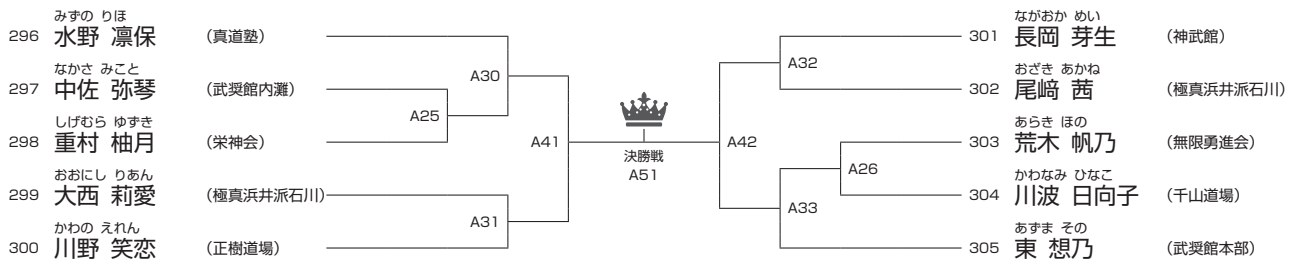 みずの りほ
296 水野 凛保 （真道塾）
なかさ みこと
297 中佐 弥琴 （武奨館内灘）
しげむら ゆずき
298 重村 柚月 （栄神会）
おおにし りあん
299 大西 莉愛 （極真浜井派石川）
かわの えれん
300 川野 笑恋 （正樹道場）
A30
A25
A41
A31
決勝戦
A51
A32
A42
A26
A33
ながおか めい
301 長岡 芽生 （神武館）
おざき あかね
302 尾﨑 茜 （極真浜井派石川）
あらき ほの
303 荒木 帆乃 （無限勇進会）
かわなみ ひなこ
304 川波 日向子 （千山道場）
あずま その
305 東 想乃 （武奨館本部）